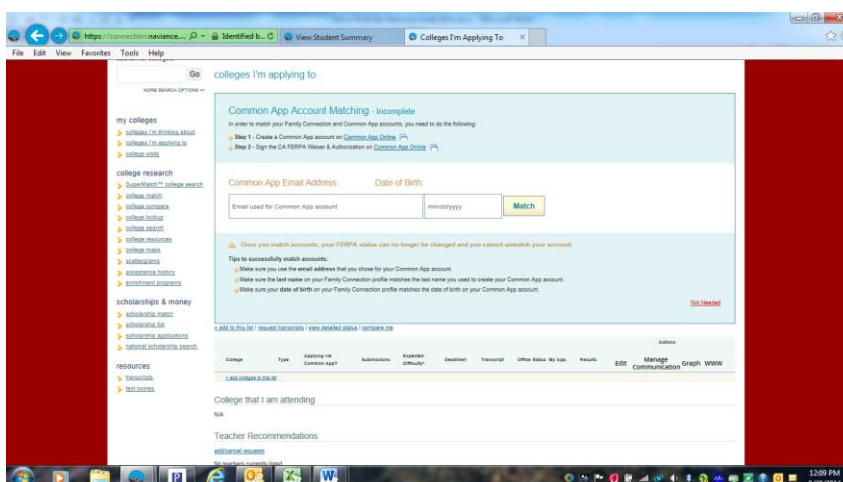 https://connection.naviance.... Identified b... View Student Summary Colleges I'm Applying To
File Edit View Favorites Tools Help
Go
MORE SEARCH OPTIONS >>
my colleges
colleges I'm thinking about
colleges I'm applying to
college visits
college research
SuperMatch™ college search
college match
college compare
college lookup
college search
college resources
college maps
scattergrams
acceptance history
enrichment programs
scholarships & money
scholarship match
scholarship list
scholarship applications
national scholarship search
resources
transcripts
test scores
colleges I'm applying to
Common App Account Matching - Incomplete
In order to match your Family Connection and Common App accounts, you need to do the following:
Step 1 - Create a Common App account on Common App Online
Step 2 - Sign the CA FERPA Waiver & Authorization on Common App Online
Common App Email Address: Date of Birth:
Email used for Common App account mm/dd/yyyy Match
Once you match accounts, your FERPA status can no longer be changed and you cannot unmatch your account.
Tips to successfully match accounts:
Make sure you use the email address that you chose for your Common App account.
Make sure the last name on your Family Connection profile matches the last name you used to create your Common App account.
Make sure your date of birth on your Family Connection profile matches the date of birth on your Common App account.
Not Needed
+ add to this list | request transcripts | view detailed status | compare me
Actions
College Type Applying via Common App? Submissions Expected Difficulty* Deadline† Transcript Office Status My App. Results Edit Manage Communication Graph WWW
+ add colleges to this list
College that I am attending
N/A
Teacher Recommendations
add/cancel requests
No teachers currently listed
12:09 PM